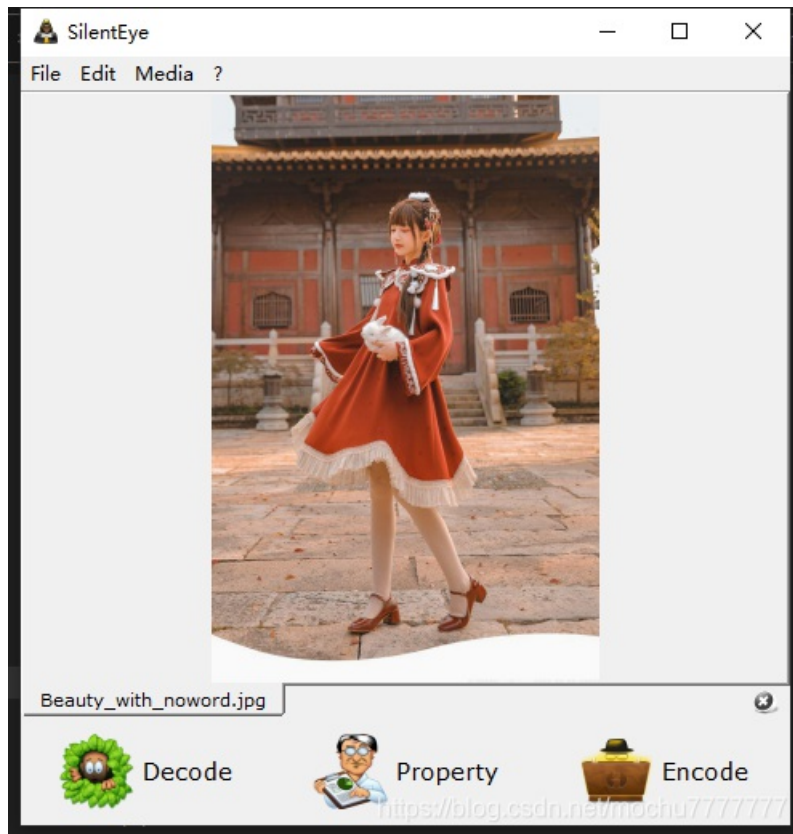 SilentEye
File Edit Media ?
Beauty_with_noword.jpg
Decode Property Encode
https://blog.csdn.net/mochu7777777